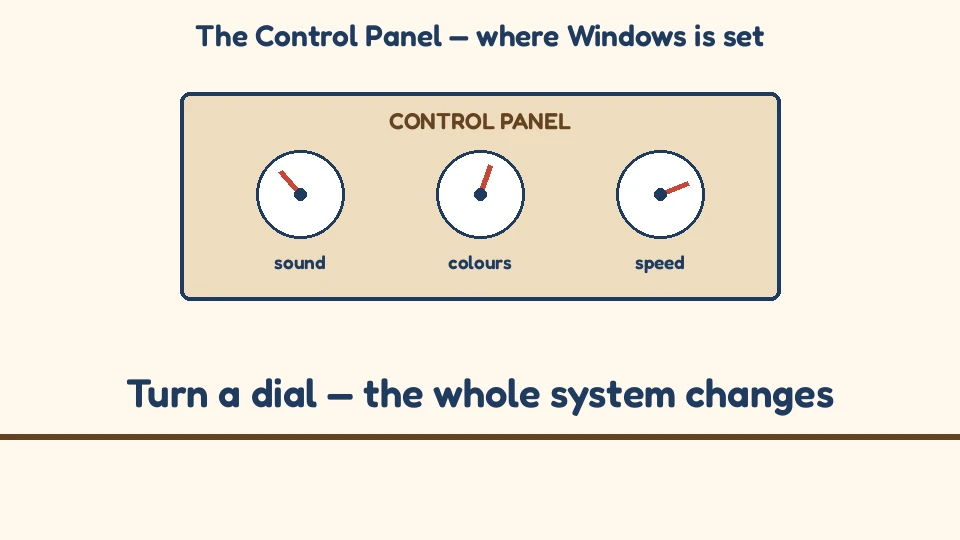 The Control Panel — where Windows is set
CONTROL PANEL
sound
colours
speed
Turn a dial — the whole system changes